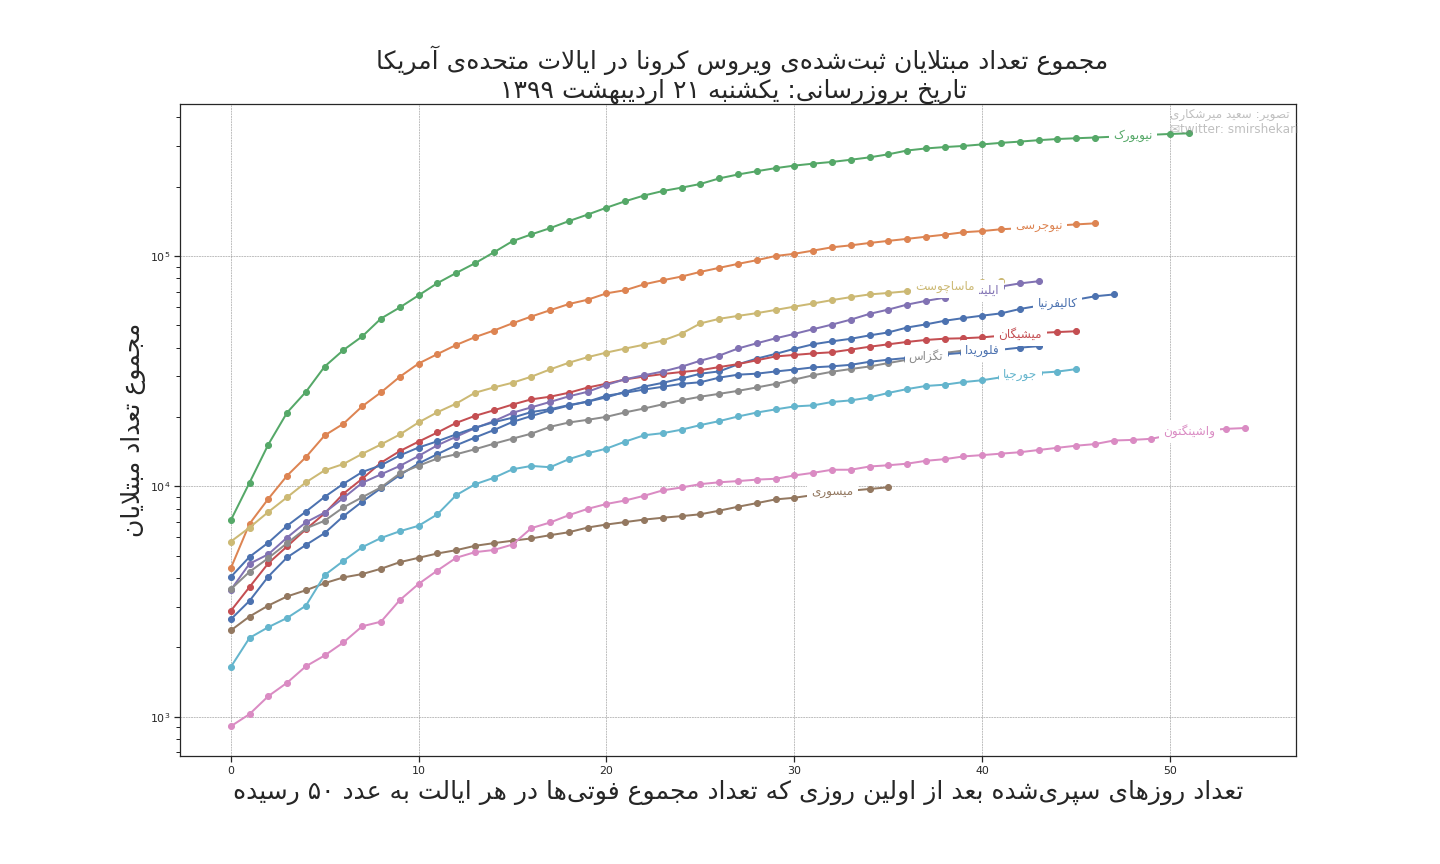 مجموع تعداد مبتلایان ثبت‌شده‌ی ویروس کرونا در ایالات متحده‌ی آمریکا
تاریخ بروزرسانی: یکشنبه ۲۱ اردیبهشت ۱۳۹۹
تصویر: سعید میرشکاری
twitter: smirshekari
نیویورک
نیوجرسی
ماساچوست
ایلینوی
کالیفرنیا
میشیگان
فلوریدا
تگزاس
جورجیا
واشینگتون
میسوری
مجموع تعداد مبتلایان
10⁵
10⁴
10³
0 10 20 30 40 50
تعداد روزهای سپری‌شده بعد از اولین روزی که تعداد مجموع فوتی‌ها در هر ایالت به عدد ۵۰ رسیده